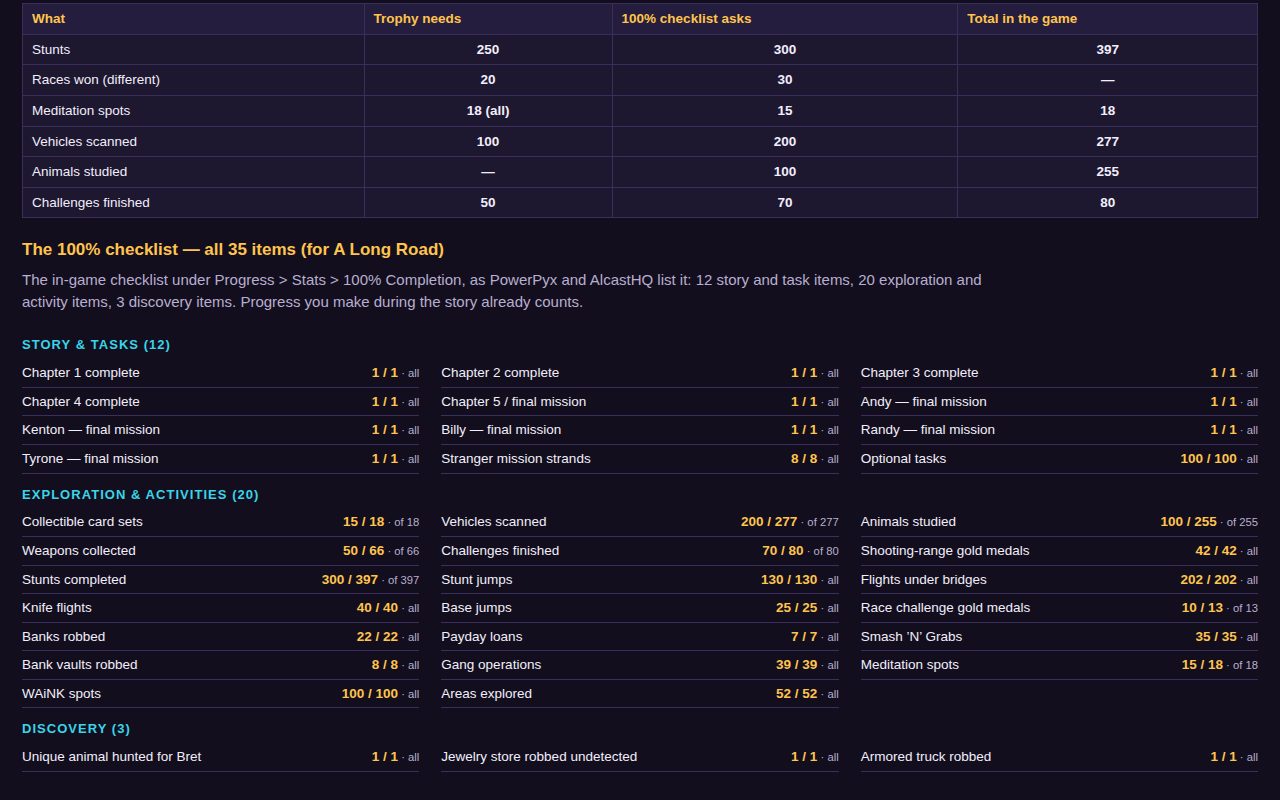 What Trophy needs 100% checklist asks Total in the game
Stunts 250 300 397
Races won (different) 20 30 —
Meditation spots 18 (all) 15 18
Vehicles scanned 100 200 277
Animals studied — 100 255
Challenges finished 50 70 80
The 100% checklist — all 35 items (for A Long Road)
The in-game checklist under Progress > Stats > 100% Completion, as PowerPyx and AlcastHQ list it: 12 story and task items, 20 exploration and
activity items, 3 discovery items. Progress you make during the story already counts.
STORY & TASKS (12)
Chapter 1 complete 1 / 1 · all Chapter 2 complete 1 / 1 · all Chapter 3 complete 1 / 1 · all
Chapter 4 complete 1 / 1 · all Chapter 5 / final mission 1 / 1 · all Andy — final mission 1 / 1 · all
Kenton — final mission 1 / 1 · all Billy — final mission 1 / 1 · all Randy — final mission 1 / 1 · all
Tyrone — final mission 1 / 1 · all Stranger mission strands 8 / 8 · all Optional tasks 100 / 100 · all
EXPLORATION & ACTIVITIES (20)
Collectible card sets 15 / 18 · of 18 Vehicles scanned 200 / 277 · of 277 Animals studied 100 / 255 · of 255
Weapons collected 50 / 66 · of 66 Challenges finished 70 / 80 · of 80 Shooting-range gold medals 42 / 42 · all
Stunts completed 300 / 397 · of 397 Stunt jumps 130 / 130 · all Flights under bridges 202 / 202 · all
Knife flights 40 / 40 · all Base jumps 25 / 25 · all Race challenge gold medals 10 / 13 · of 13
Banks robbed 22 / 22 · all Payday loans 7 / 7 · all Smash ’N’ Grabs 35 / 35 · all
Bank vaults robbed 8 / 8 · all Gang operations 39 / 39 · all Meditation spots 15 / 18 · of 18
WAiNK spots 100 / 100 · all Areas explored 52 / 52 · all
DISCOVERY (3)
Unique animal hunted for Bret 1 / 1 · all Jewelry store robbed undetected 1 / 1 · all Armored truck robbed 1 / 1 · all